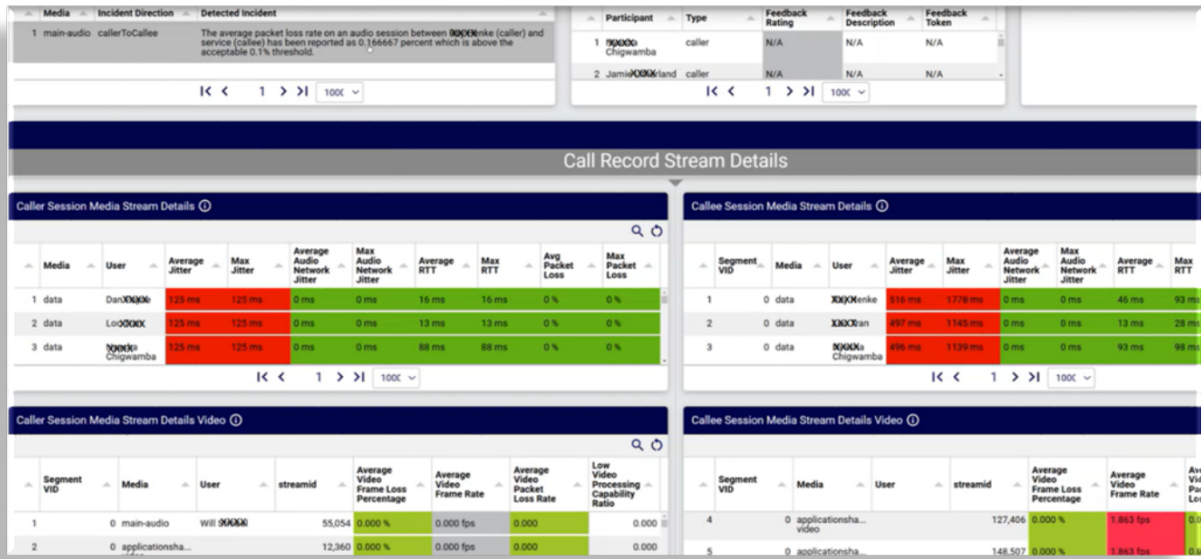 Media Incident Direction Detected Incident
1 main-audio callerToCallee The average packet loss rate on an audio session between enke (caller) and
service (callee) has been reported as 0.166667 percent which is above the
acceptable 0.1% threshold.
1000
Participant Type Feedback Rating Feedback Description Feedback Token
1 Chigwamba caller N/A N/A N/A
2 Jamie rland caller N/A N/A N/A
1 1000
Call Record Stream Details
Caller Session Media Stream Details
Media User Average Jitter Max Jitter Average Audio Network Jitter Max Audio Network Jitter Average RTT Max RTT Avg Packet Loss Max Packet Loss
1 data Dan 125 ms 125 ms 0 ms 0 ms 16 ms 16 ms 0 % 0 %
2 data 125 ms 125 ms 0 ms 0 ms 13 ms 13 ms 0 % 0 %
3 data Chigwamba 125 ms 125 ms 0 ms 0 ms 88 ms 88 ms 0 % 0 %
1 1000
Callee Session Media Stream Details
Segment VID Media User Average Jitter Max Jitter Average Audio Network Jitter Max Audio Network Jitter Average RTT Max RTT
1 0 data enke 516 ms 1778 ms 0 ms 0 ms 46 ms 93 m
2 0 data 497 ms 1145 ms 0 ms 0 ms 13 ms 28 m
3 0 data Chigwamba 496 ms 1139 ms 0 ms 0 ms 93 ms 98 m
1 1000
Caller Session Media Stream Details Video
Segment VID Media User streamid Average Video Frame Loss Percentage Average Video Frame Rate Average Video Packet Loss Rate Low Video Processing Capability Ratio
1 0 main-audio Will 55,054 0.000 % 0.000 fps 0.000 0.000
2 0 applicationsha... 12,360 0.000 % 0.000 fps 0.000 0.000
Callee Session Media Stream Details Video
Segment VID Media User streamid Average Video Frame Loss Percentage Average Video Frame Rate
4 0 applicationsha... video 127,406 0.000 % 1.863 fps 0.0
5 0 applicationsha... 148,507 0.000 % 1.863 fps 0.0